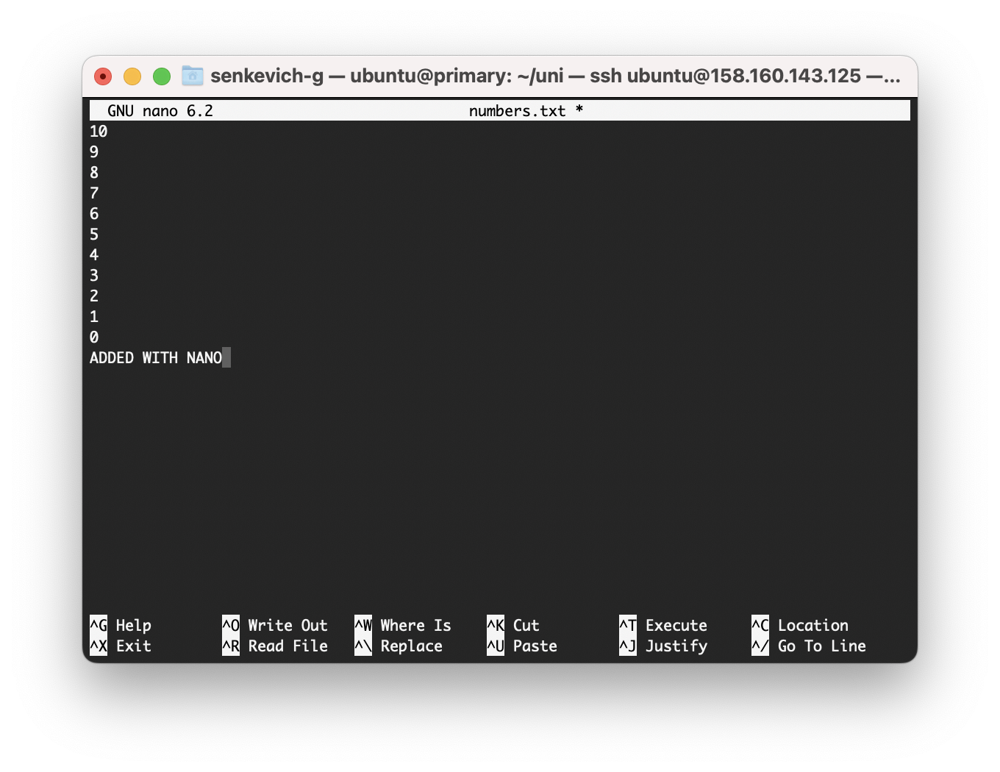 senkevich-g — ubuntu@primary: ~/uni — ssh ubuntu@158.160.143.125 —...
GNU nano 6.2 numbers.txt *
10
9
8
7
6
5
4
3
2
1
0
ADDED WITH NANO
^G Help ^O Write Out ^W Where Is ^K Cut ^T Execute ^C Location
^X Exit ^R Read File ^\ Replace ^U Paste ^J Justify ^/ Go To Line